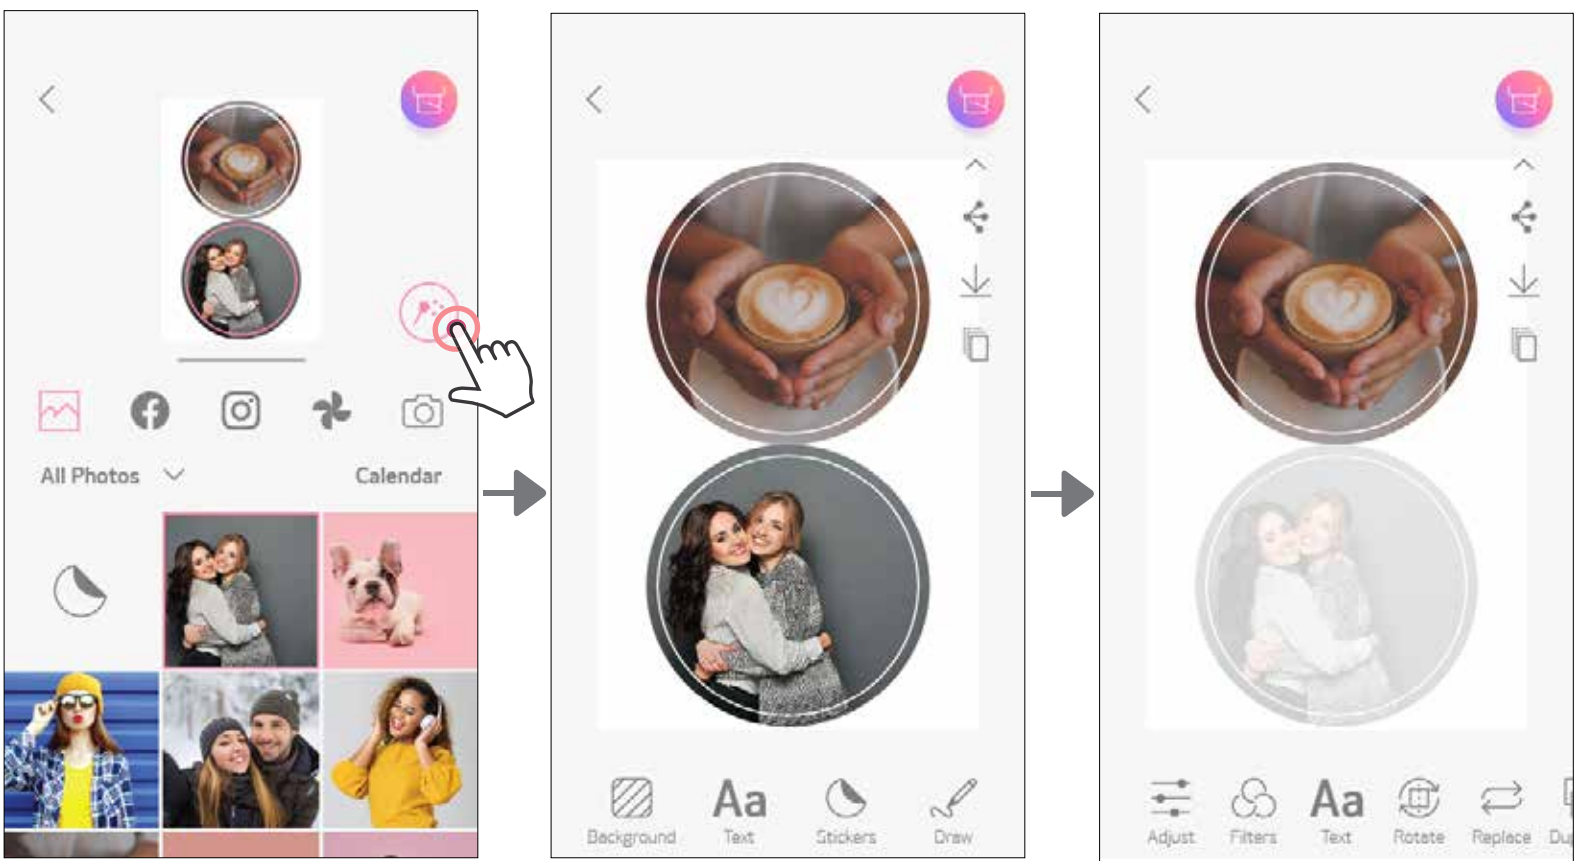 All Photos
Calendar
Aa
Background
Text
Stickers
Draw
Aa
Adjust
Filters
Text
Rotate
Replace